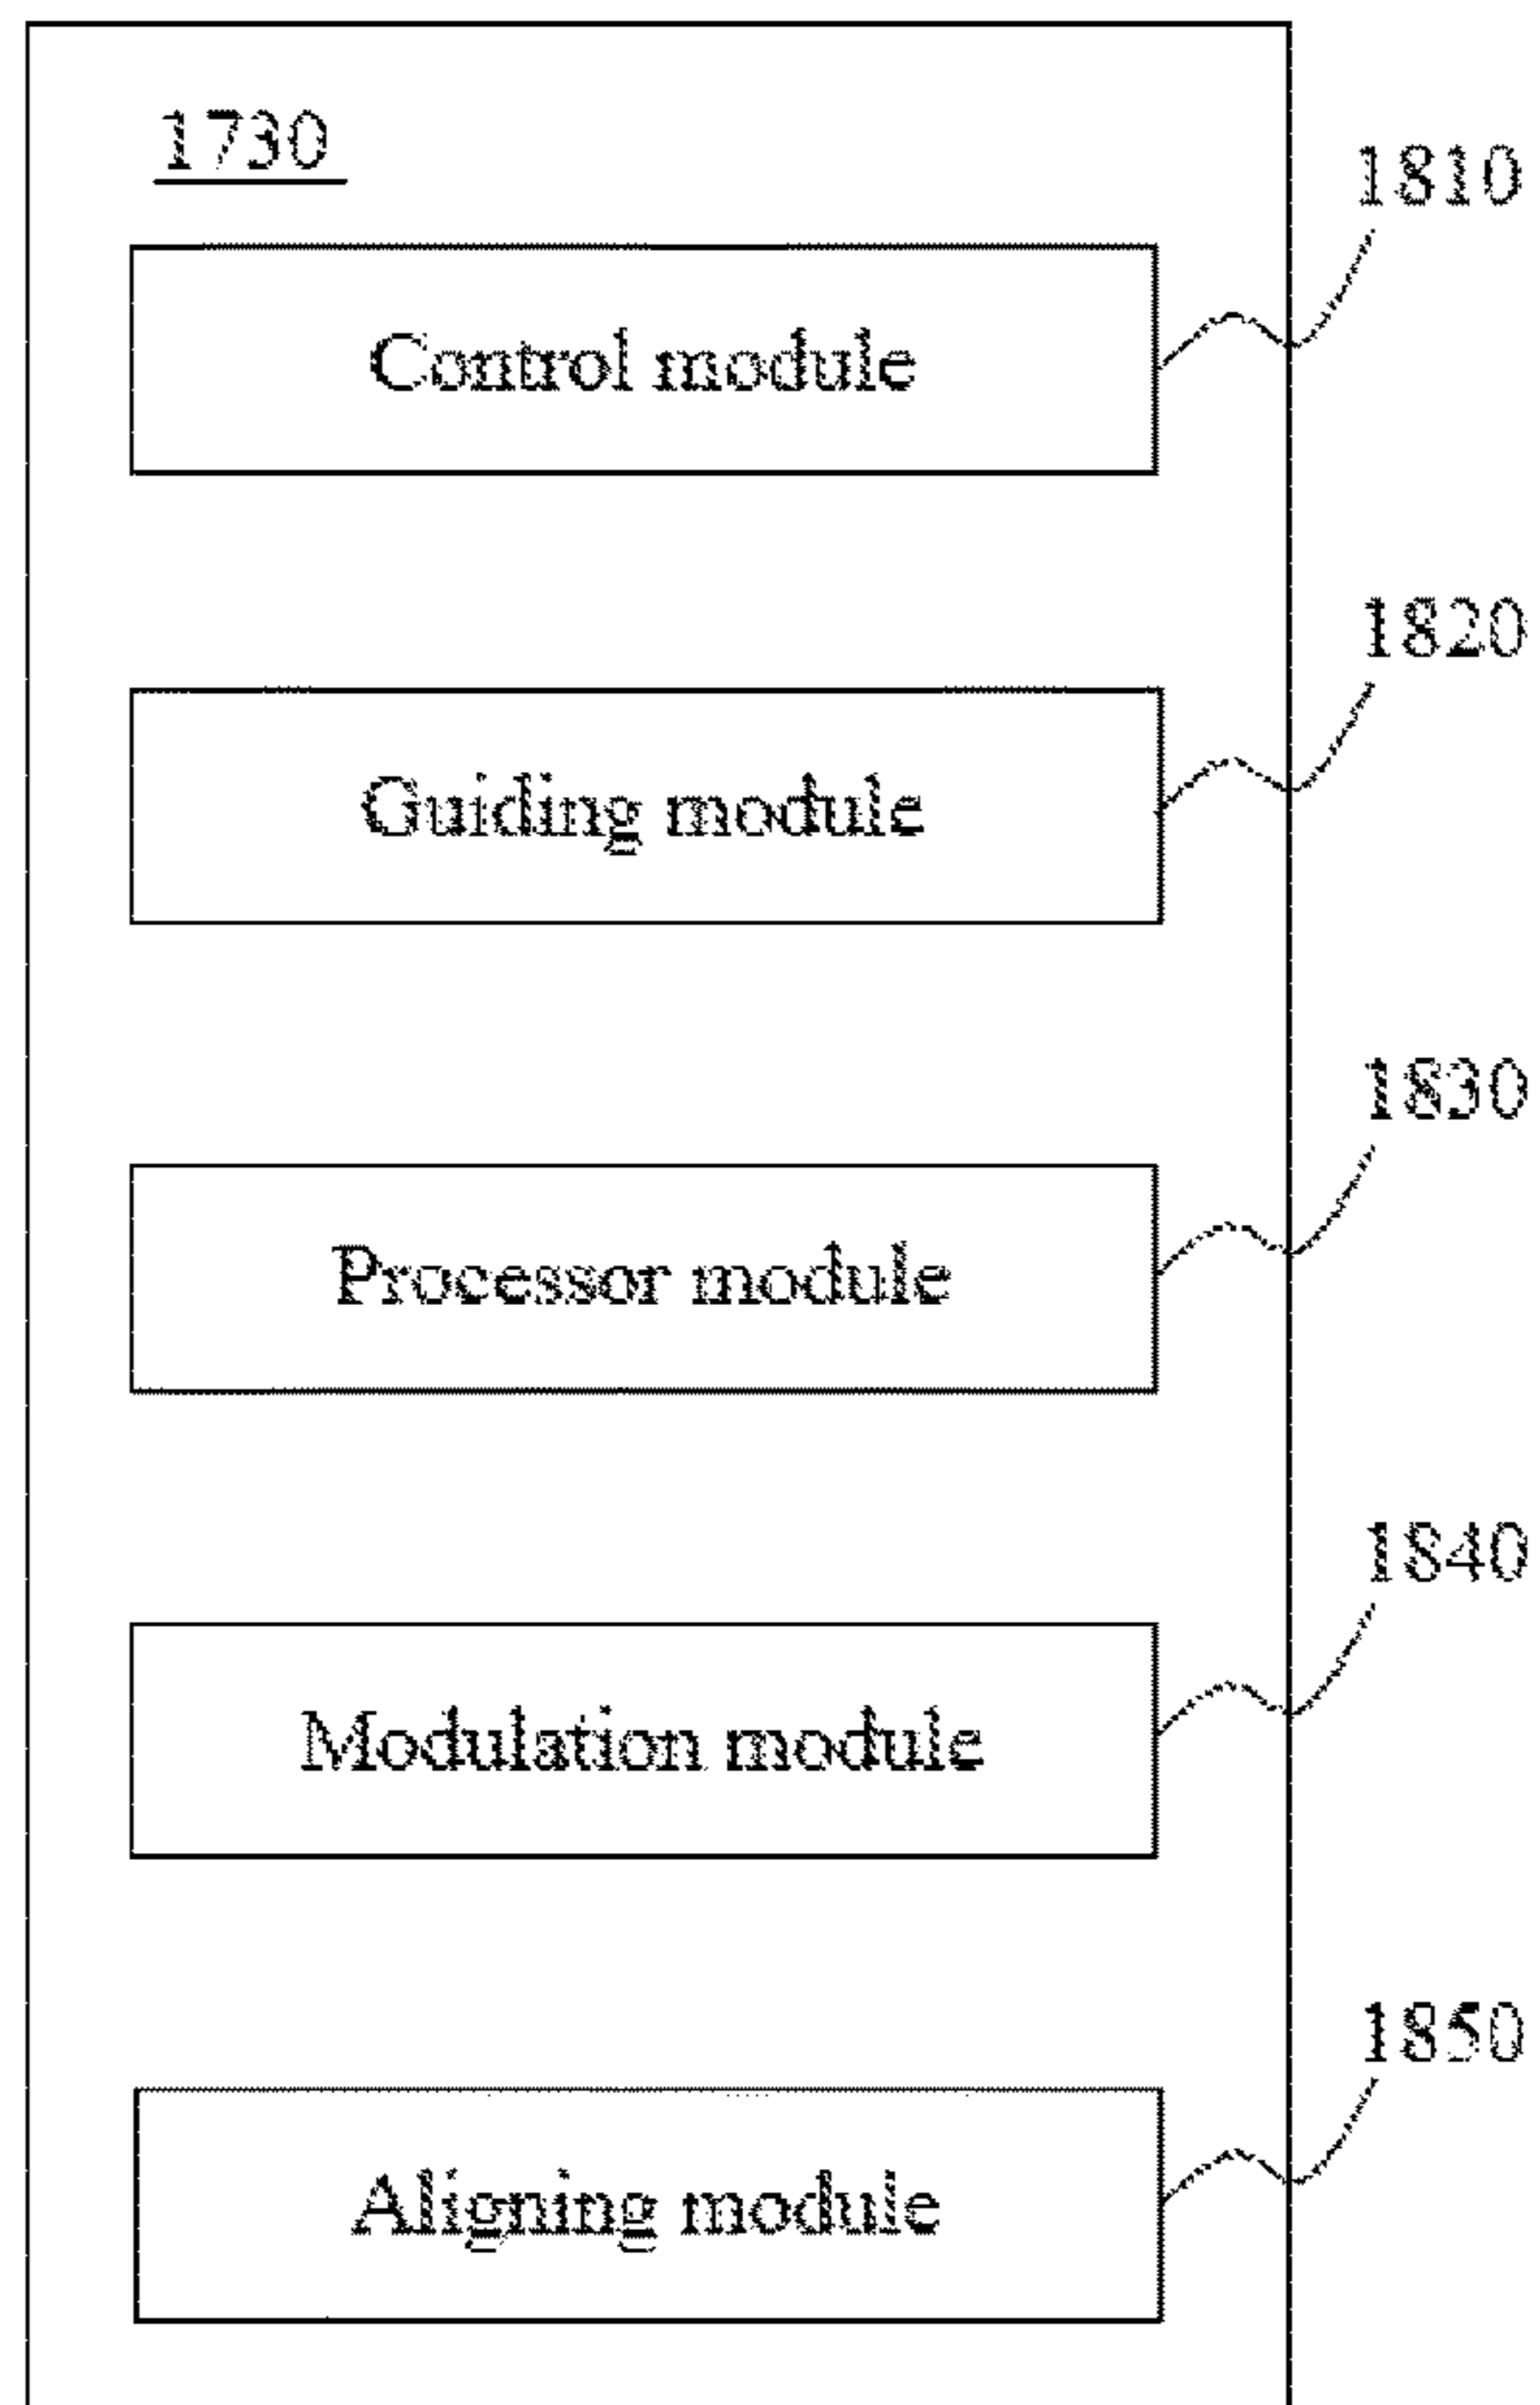 1730
1810
Control module
1820
Guiding module
1830
Processor module
1840
Modulation module
1850
Aligning module